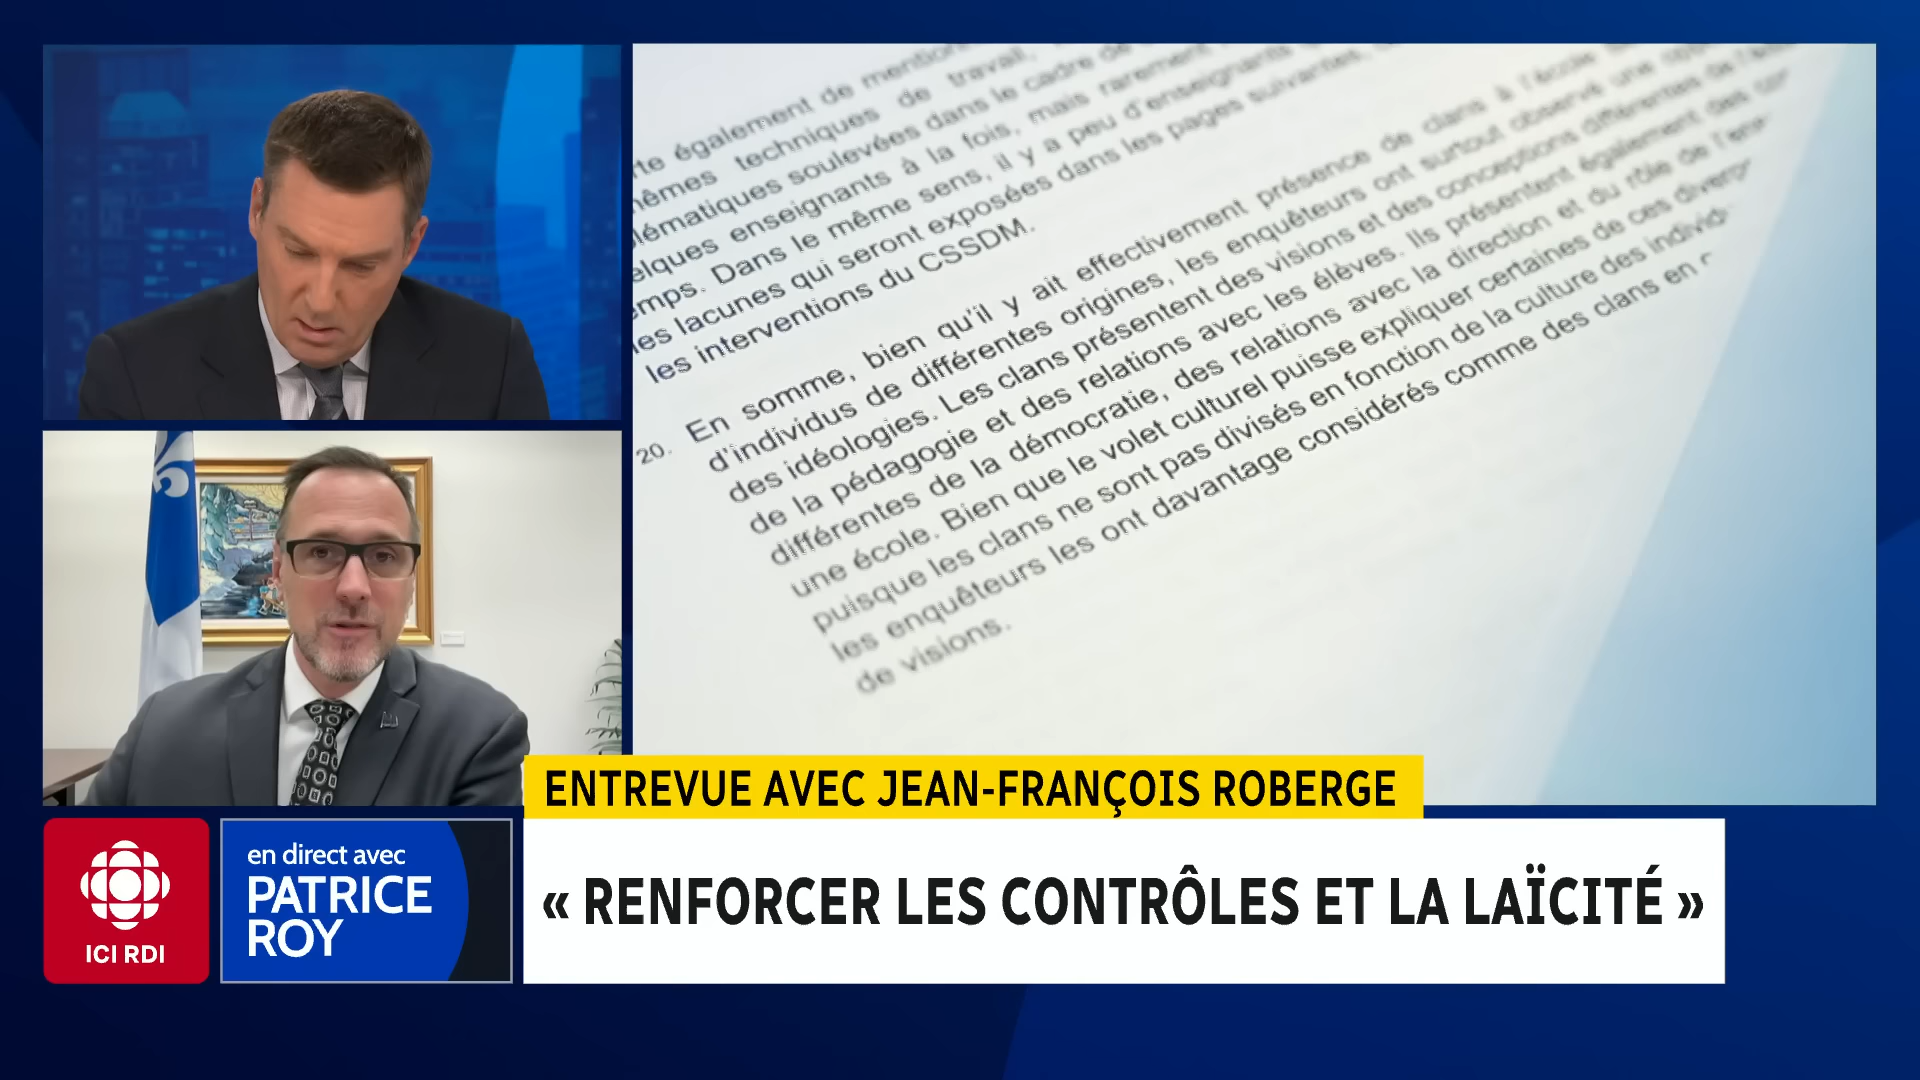 rte également de mentionn
mêmes techniques de travail,
lématiques soulevées dans le cadre de
elques enseignants à la fois, mais rarement
emps. Dans le même sens, il y a peu d'enseignants
les lacunes qui seront exposées dans les pages suivantes,
les interventions du CSSDM.
20. En somme, bien qu'il y ait effectivement présence de clans à l'école
d'individus de différentes origines, les enquêteurs ont surtout observé une
des idéologies. Les clans présentent des visions et des conceptions différentes de
de la pédagogie et des relations avec les élèves. Ils présentent également des
différentes de la démocratie, des relations avec la direction et du rôle de
une école. Bien que le volet culturel puisse expliquer certaines de ces diverg
puisque les clans ne sont pas divisés en fonction de la culture des individ
les enquêteurs les ont davantage considérés comme des clans en
de visions.
ENTREVUE AVEC JEAN-FRANÇOIS ROBERGE
« RENFORCER LES CONTRÔLES ET LA LAÏCITÉ »
en direct avec
PATRICE
ROY
ICI RDI